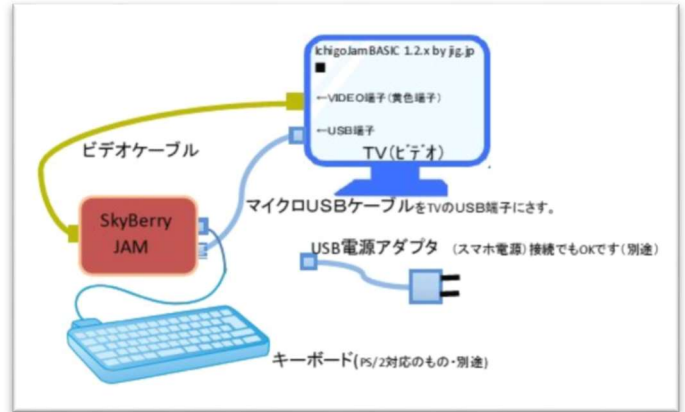 IchigoJamBASIC 1.2.x by jig.jp
←VIDEO端子(黄色端子)
←USB端子
TV(ビデオ)
ビデオケーブル
マイクロUSBケーブルをTVのUSB端子にさす。
SkyBerry
JAM
USB電源アダプタ (スマホ電源)接続でもOKです(別途)
キーボード(PS/2対応のもの・別途)